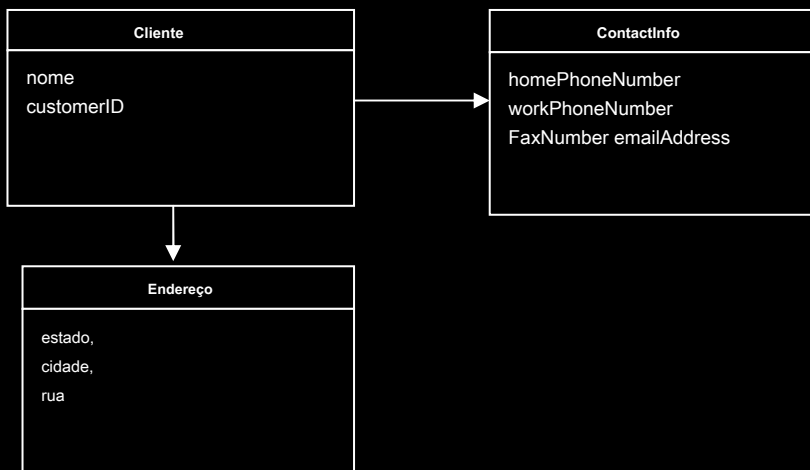 Cliente
nome
customerID
ContactInfo
homePhoneNumber
workPhoneNumber
FaxNumber emailAddress
Endereço
estado,
cidade,
rua